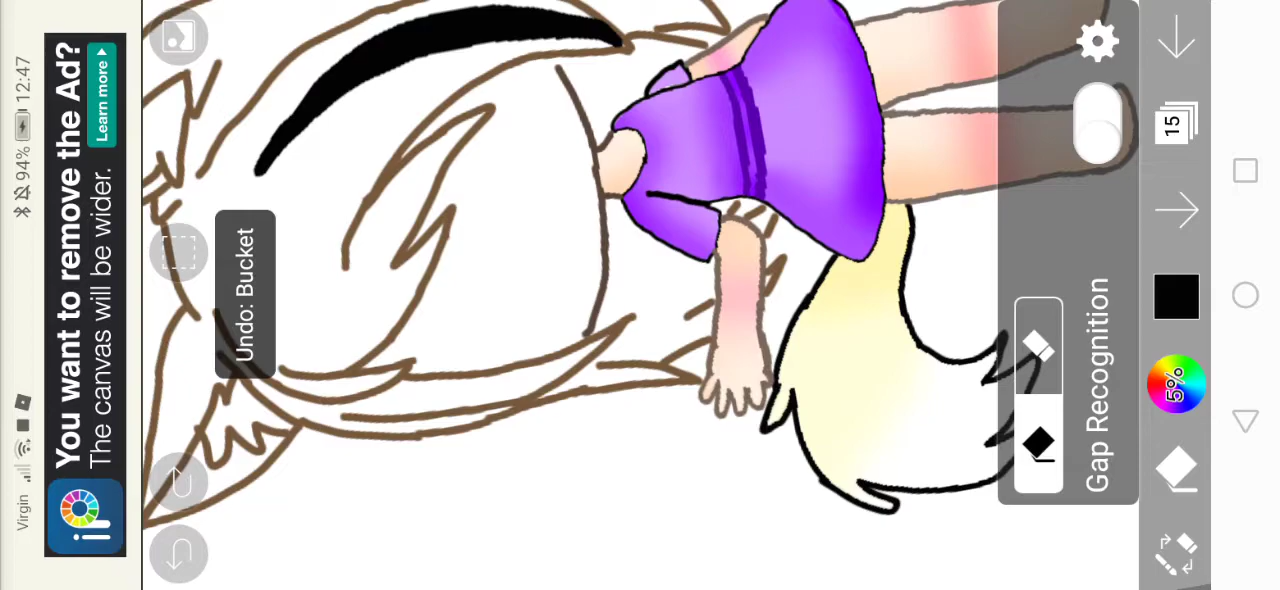 Virgin 94% 12:47
You want to remove the Ad?
The canvas will be wider.
Learn more
Undo: Bucket
Gap Recognition
15
5%